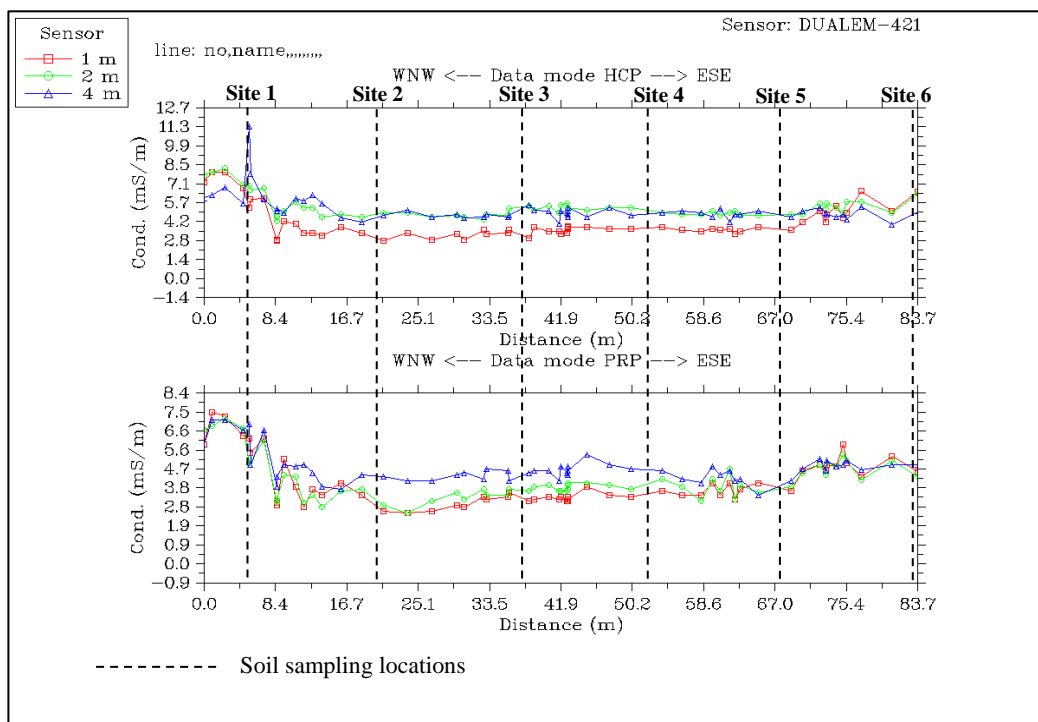 Sensor
1 m
2 m
4 m
Sensor: DUALEM-421
line: no,name,,,,,,,,,
WNW <-- Data mode HCP --> ESE
Site 1 Site 2 Site 3 Site 4 Site 5 Site 6
Cond. (mS/m)
12.7
11.3
9.9
8.5
7.1
5.7
4.2
2.8
1.4
0.0
-1.4
0.0 8.4 16.7 25.1 33.5 41.9 50.2 58.6 67.0 75.4 83.7
Distance (m)
WNW <-- Data mode PRP --> ESE
Cond. (mS/m)
8.4
7.5
6.6
5.6
4.7
3.8
2.8
1.9
0.9
0.0
-0.9
0.0 8.4 16.7 25.1 33.5 41.9 50.2 58.6 67.0 75.4 83.7
Distance (m)
Soil sampling locations